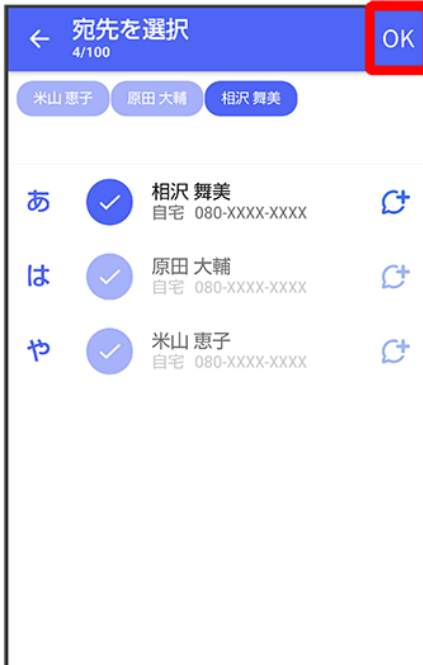 宛先を選択
4/100
OK
米山 恵子 原田 大輔 相沢 舞美
あ
相沢 舞美
自宅 080-XXXX-XXXX
は
原田 大輔
自宅 080-XXXX-XXXX
や
米山 恵子
自宅 080-XXXX-XXXX